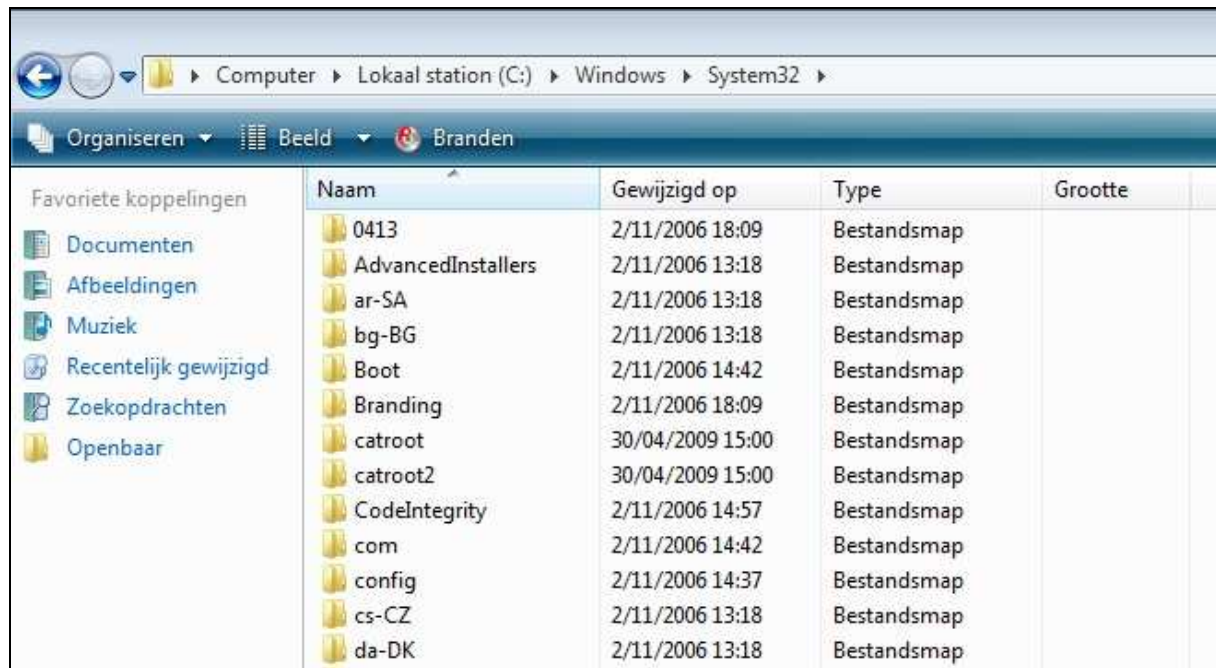 Computer ▸ Lokaal station (C:) ▸ Windows ▸ System32 ▸
Organiseren Beeld Branden
Favoriete koppelingen
Documenten
Afbeeldingen
Muziek
Recentelijk gewijzigd
Zoekopdrachten
Openbaar
Naam Gewijzigd op Type Grootte
0413 2/11/2006 18:09 Bestandsmap
AdvancedInstallers 2/11/2006 13:18 Bestandsmap
ar-SA 2/11/2006 13:18 Bestandsmap
bg-BG 2/11/2006 13:18 Bestandsmap
Boot 2/11/2006 14:42 Bestandsmap
Branding 2/11/2006 18:09 Bestandsmap
catroot 30/04/2009 15:00 Bestandsmap
catroot2 30/04/2009 15:00 Bestandsmap
CodeIntegrity 2/11/2006 14:57 Bestandsmap
com 2/11/2006 14:42 Bestandsmap
config 2/11/2006 14:37 Bestandsmap
cs-CZ 2/11/2006 13:18 Bestandsmap
da-DK 2/11/2006 13:18 Bestandsmap